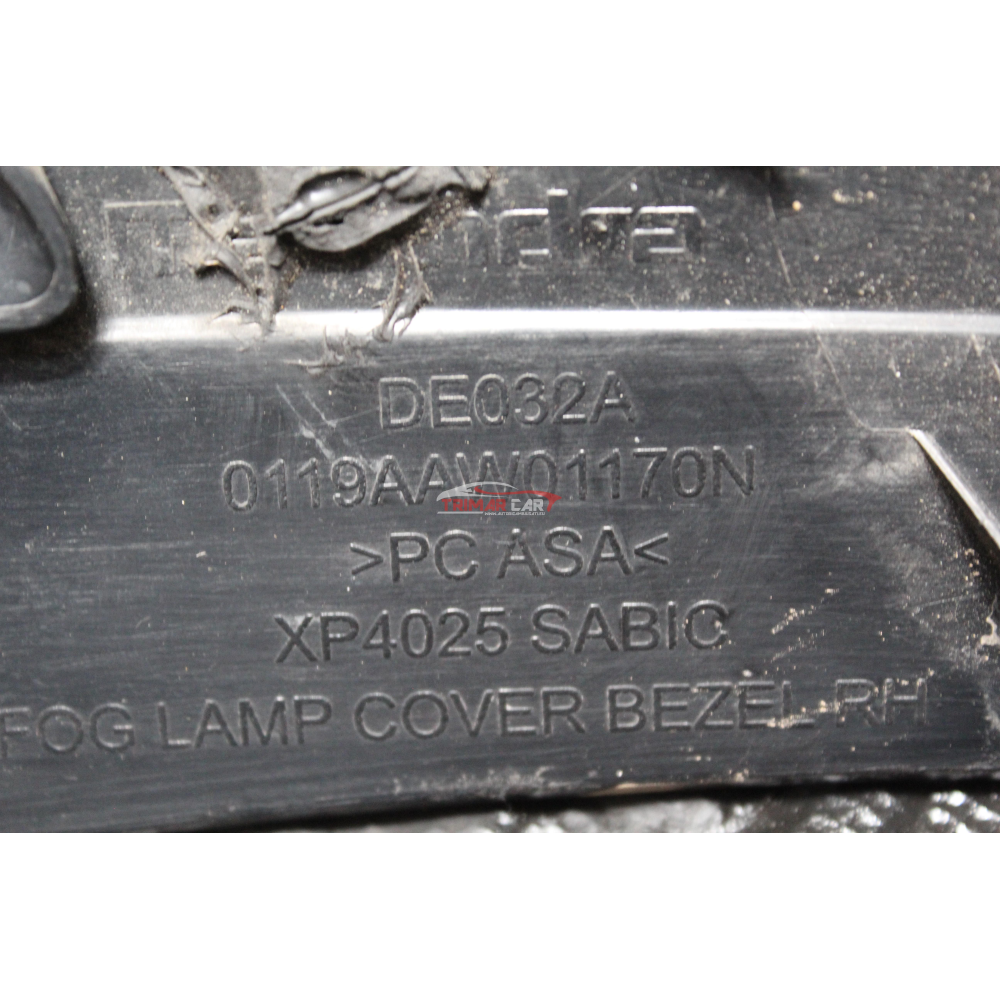 DE032A
0119AAW01170N
>PC ASA<
XP4025 SABIC
FOG LAMP COVER BEZEL RH